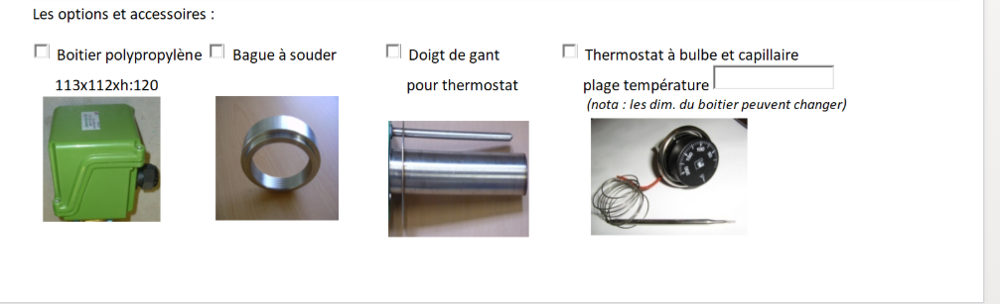 Les options et accessoires :
Boitier polypropylène
113x112xh:120
Bague à souder
Doigt de gant
pour thermostat
Thermostat à bulbe et capillaire
plage température
(nota : les dim. du boitier peuvent changer)